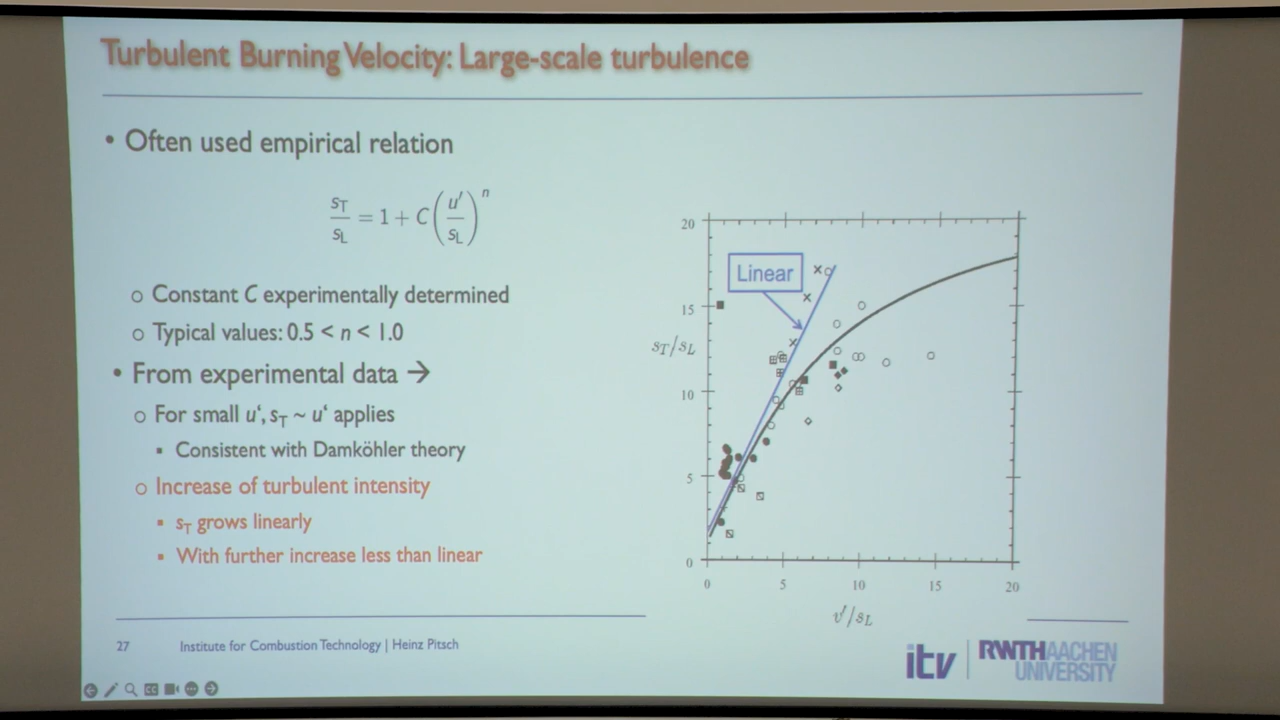 Turbulent Burning Velocity: Large-scale turbulence
• Often used empirical relation
sT/sL = 1 + C(u'/sL)^n
o Constant C experimentally determined
o Typical values: 0.5 < n < 1.0
• From experimental data →
o For small u', sT ~ u' applies
▪ Consistent with Damköhler theory
o Increase of turbulent intensity
▪ sT grows linearly
▪ With further increase less than linear
20
15
10
5
0
sT/sL
Linear
0 5 10 15 20
v'/sL
27 Institute for Combustion Technology | Heinz Pitsch
itv
RWTHAACHEN
UNIVERSITY
CC